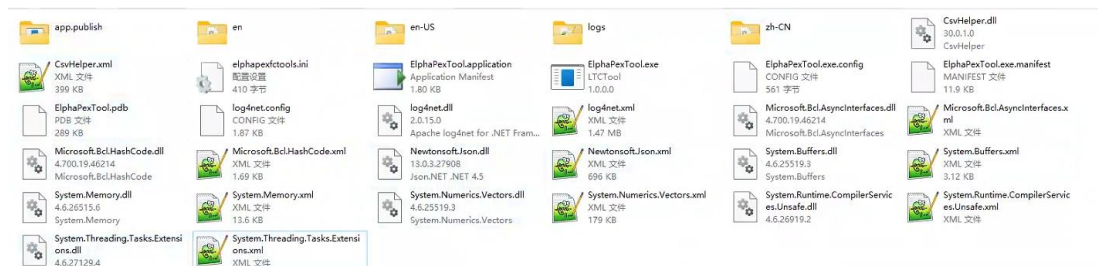 app.publish
en
en-US
logs
zh-CN
CsvHelper.dll
30.0.1.0
CsvHelper
CsvHelper.xml
XML 文件
399 KB
elphapexfctools.ini
配置设置
410 字节
ElphaPexTool.application
Application Manifest
1.80 KB
ElphaPexTool.exe
LTCTool
1.0.0.0
ElphaPexTool.exe.config
CONFIG 文件
561 字节
ElphaPexTool.exe.manifest
MANIFEST 文件
11.9 KB
ElphaPexTool.pdb
PDB 文件
289 KB
log4net.config
CONFIG 文件
1.87 KB
log4net.dll
2.0.15.0
Apache log4net for .NET Fram...
log4net.xml
XML 文件
1.47 MB
Microsoft.Bcl.AsyncInterfaces.dll
4.700.19.46214
Microsoft.Bcl.AsyncInterfaces
Microsoft.Bcl.AsyncInterfaces.x
ml
XML 文件
Microsoft.Bcl.HashCode.dll
4.700.19.46214
Microsoft.Bcl.HashCode
Microsoft.Bcl.HashCode.xml
XML 文件
1.69 KB
Newtonsoft.Json.dll
13.0.3.27908
Json.NET .NET 4.5
Newtonsoft.Json.xml
XML 文件
696 KB
System.Buffers.dll
4.6.25519.3
System.Buffers
System.Buffers.xml
XML 文件
3.12 KB
System.Memory.dll
4.6.26515.6
System.Memory
System.Memory.xml
XML 文件
13.6 KB
System.Numerics.Vectors.dll
4.6.25519.3
System.Numerics.Vectors
System.Numerics.Vectors.xml
XML 文件
179 KB
System.Runtime.CompilerServic
es.Unsafe.dll
4.6.26919.2
System.Runtime.CompilerServic
es.Unsafe.xml
XML 文件
System.Threading.Tasks.Extensi
ons.dll
4.6.27129.4
System.Threading.Tasks.Extensi
ons.xml
XML 文件